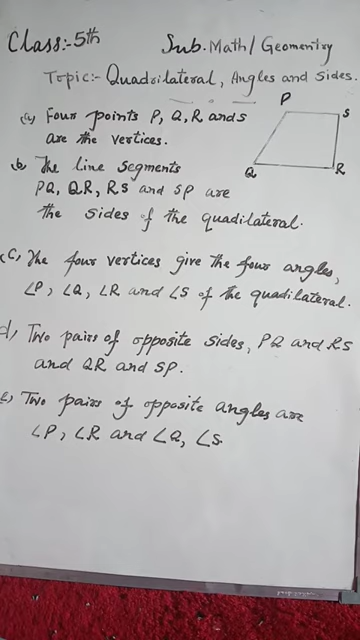 Class:- 5th Sub. Math/Geomentry
Topic:- Quadrilateral, Angles and Sides.
P
(a) Four points P, Q, R and S S
are the vertices.
b, The line segments Q R
PQ, QR, RS and SP are
the sides of the quadilateral.
(C, The four vertices give the four angles,
∠P, ∠Q, ∠R and ∠S of the quadilateral.
d, Two pairs of opposite sides, PQ and RS
and QR and SP.
Two pairs of opposite angles are
∠P, ∠R and ∠Q, ∠S.